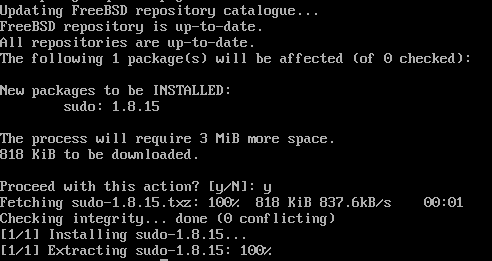 Updating FreeBSD repository catalogue...
FreeBSD repository is up-to-date.
All repositories are up-to-date.
The following 1 package(s) will be affected (of 0 checked):

New packages to be INSTALLED:
        sudo: 1.8.15

The process will require 3 MiB more space.
818 KiB to be downloaded.

Proceed with this action? [y/N]: y
Fetching sudo-1.8.15.txz: 100%  818 KiB 837.6kB/s    00:01
Checking integrity... done (0 conflicting)
[1/1] Installing sudo-1.8.15...
[1/1] Extracting sudo-1.8.15: 100%